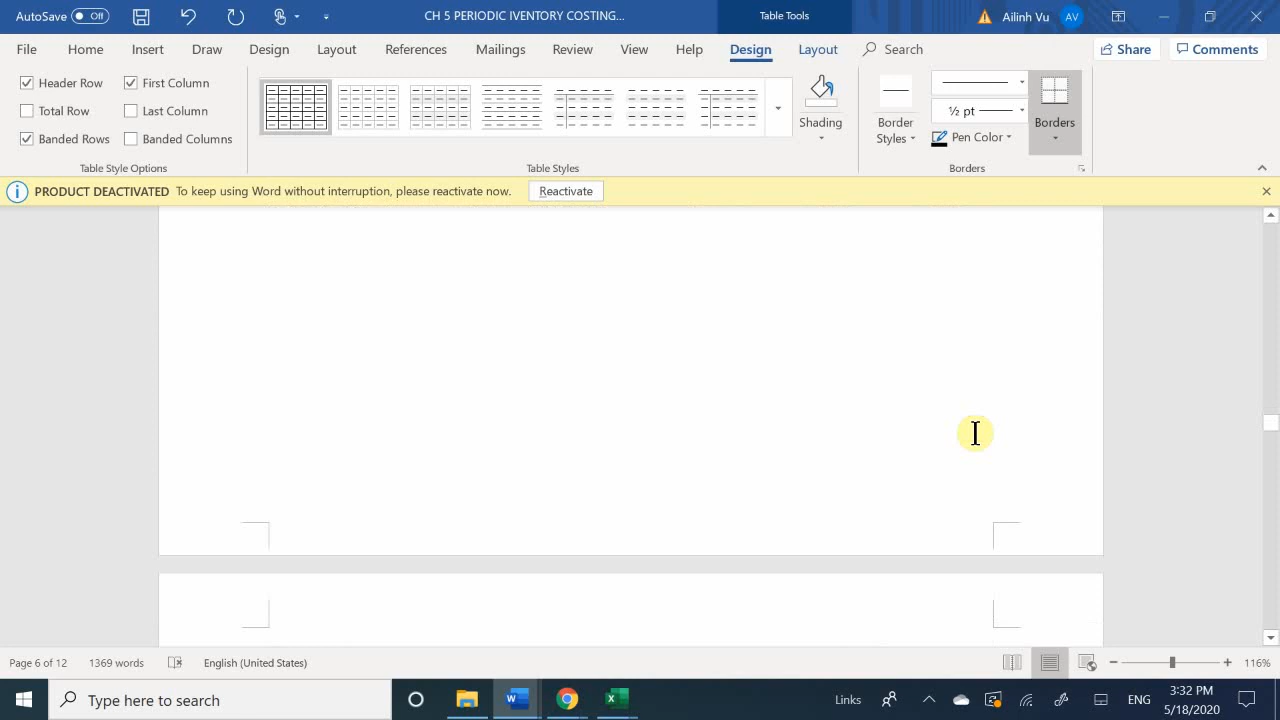 AutoSave Off CH 5 PERIODIC IVENTORY COSTING... Table Tools Ailinh Vu AV
File Home Insert Draw Design Layout References Mailings Review View Help Design Layout Search Share Comments
Header Row First Column
Total Row Last Column
Banded Rows Banded Columns
Table Style Options
Table Styles
Shading
Border Styles
½ pt
Pen Color
Borders
Borders
PRODUCT DEACTIVATED To keep using Word without interruption, please reactivate now. Reactivate
Page 6 of 12 1369 words English (United States) 116%
Type here to search Links ENG 3:32 PM
5/18/2020